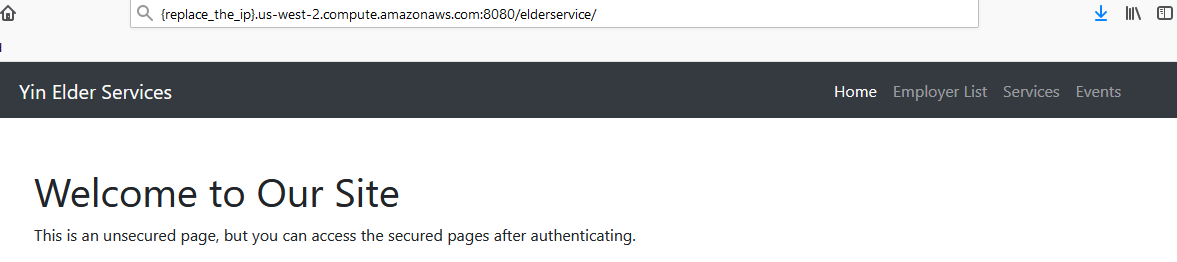 {replace_the_ip}.us-west-2.compute.amazonaws.com:8080/elderservice/
Yin Elder Services Home Employer List Services Events
Welcome to Our Site
This is an unsecured page, but you can access the secured pages after authenticating.